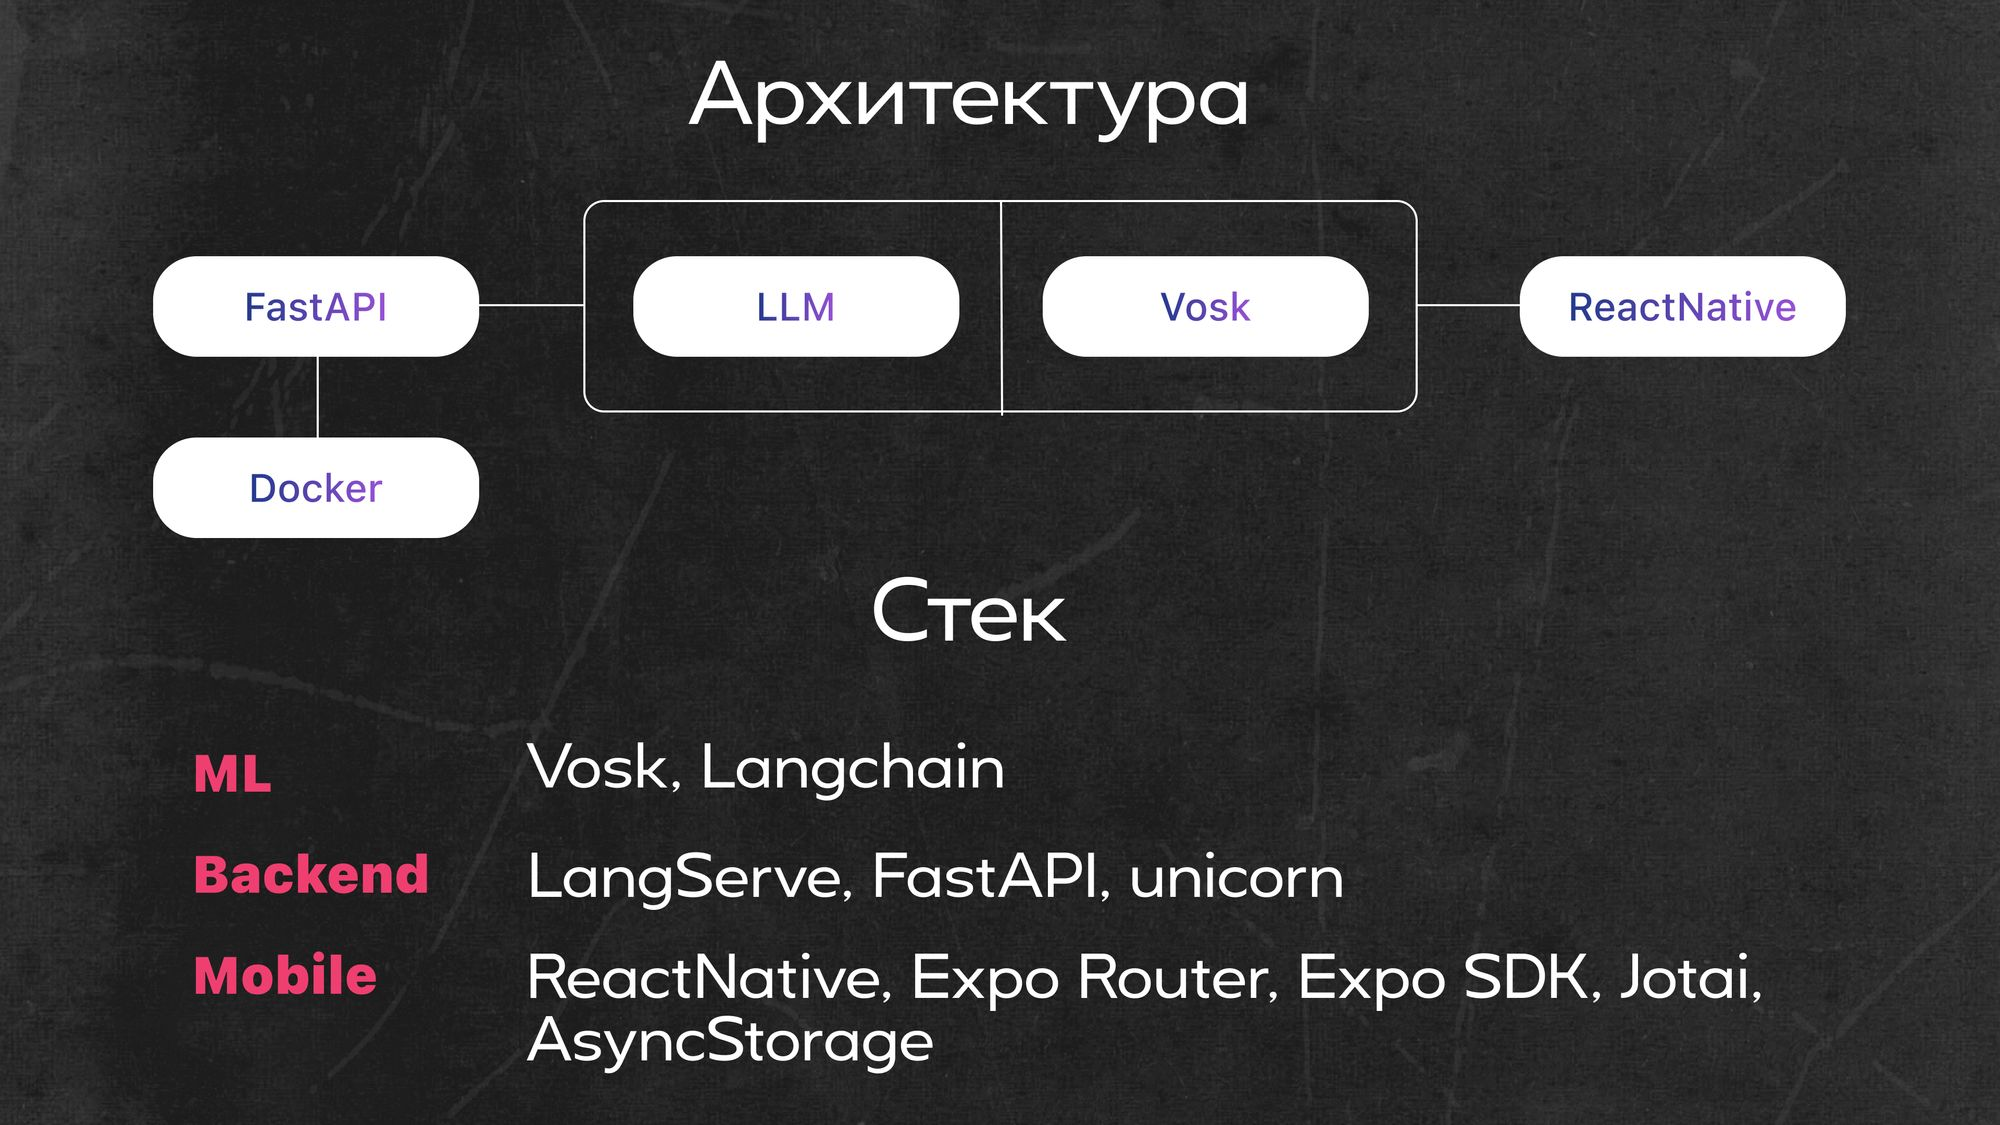 Архитектура
FastAPI
LLM
Vosk
ReactNative
Docker
Стек
ML
Vosk, Langchain
Backend
LangServe, FastAPI, unicorn
Mobile
ReactNative, Expo Router, Expo SDK, Jotai,
AsyncStorage